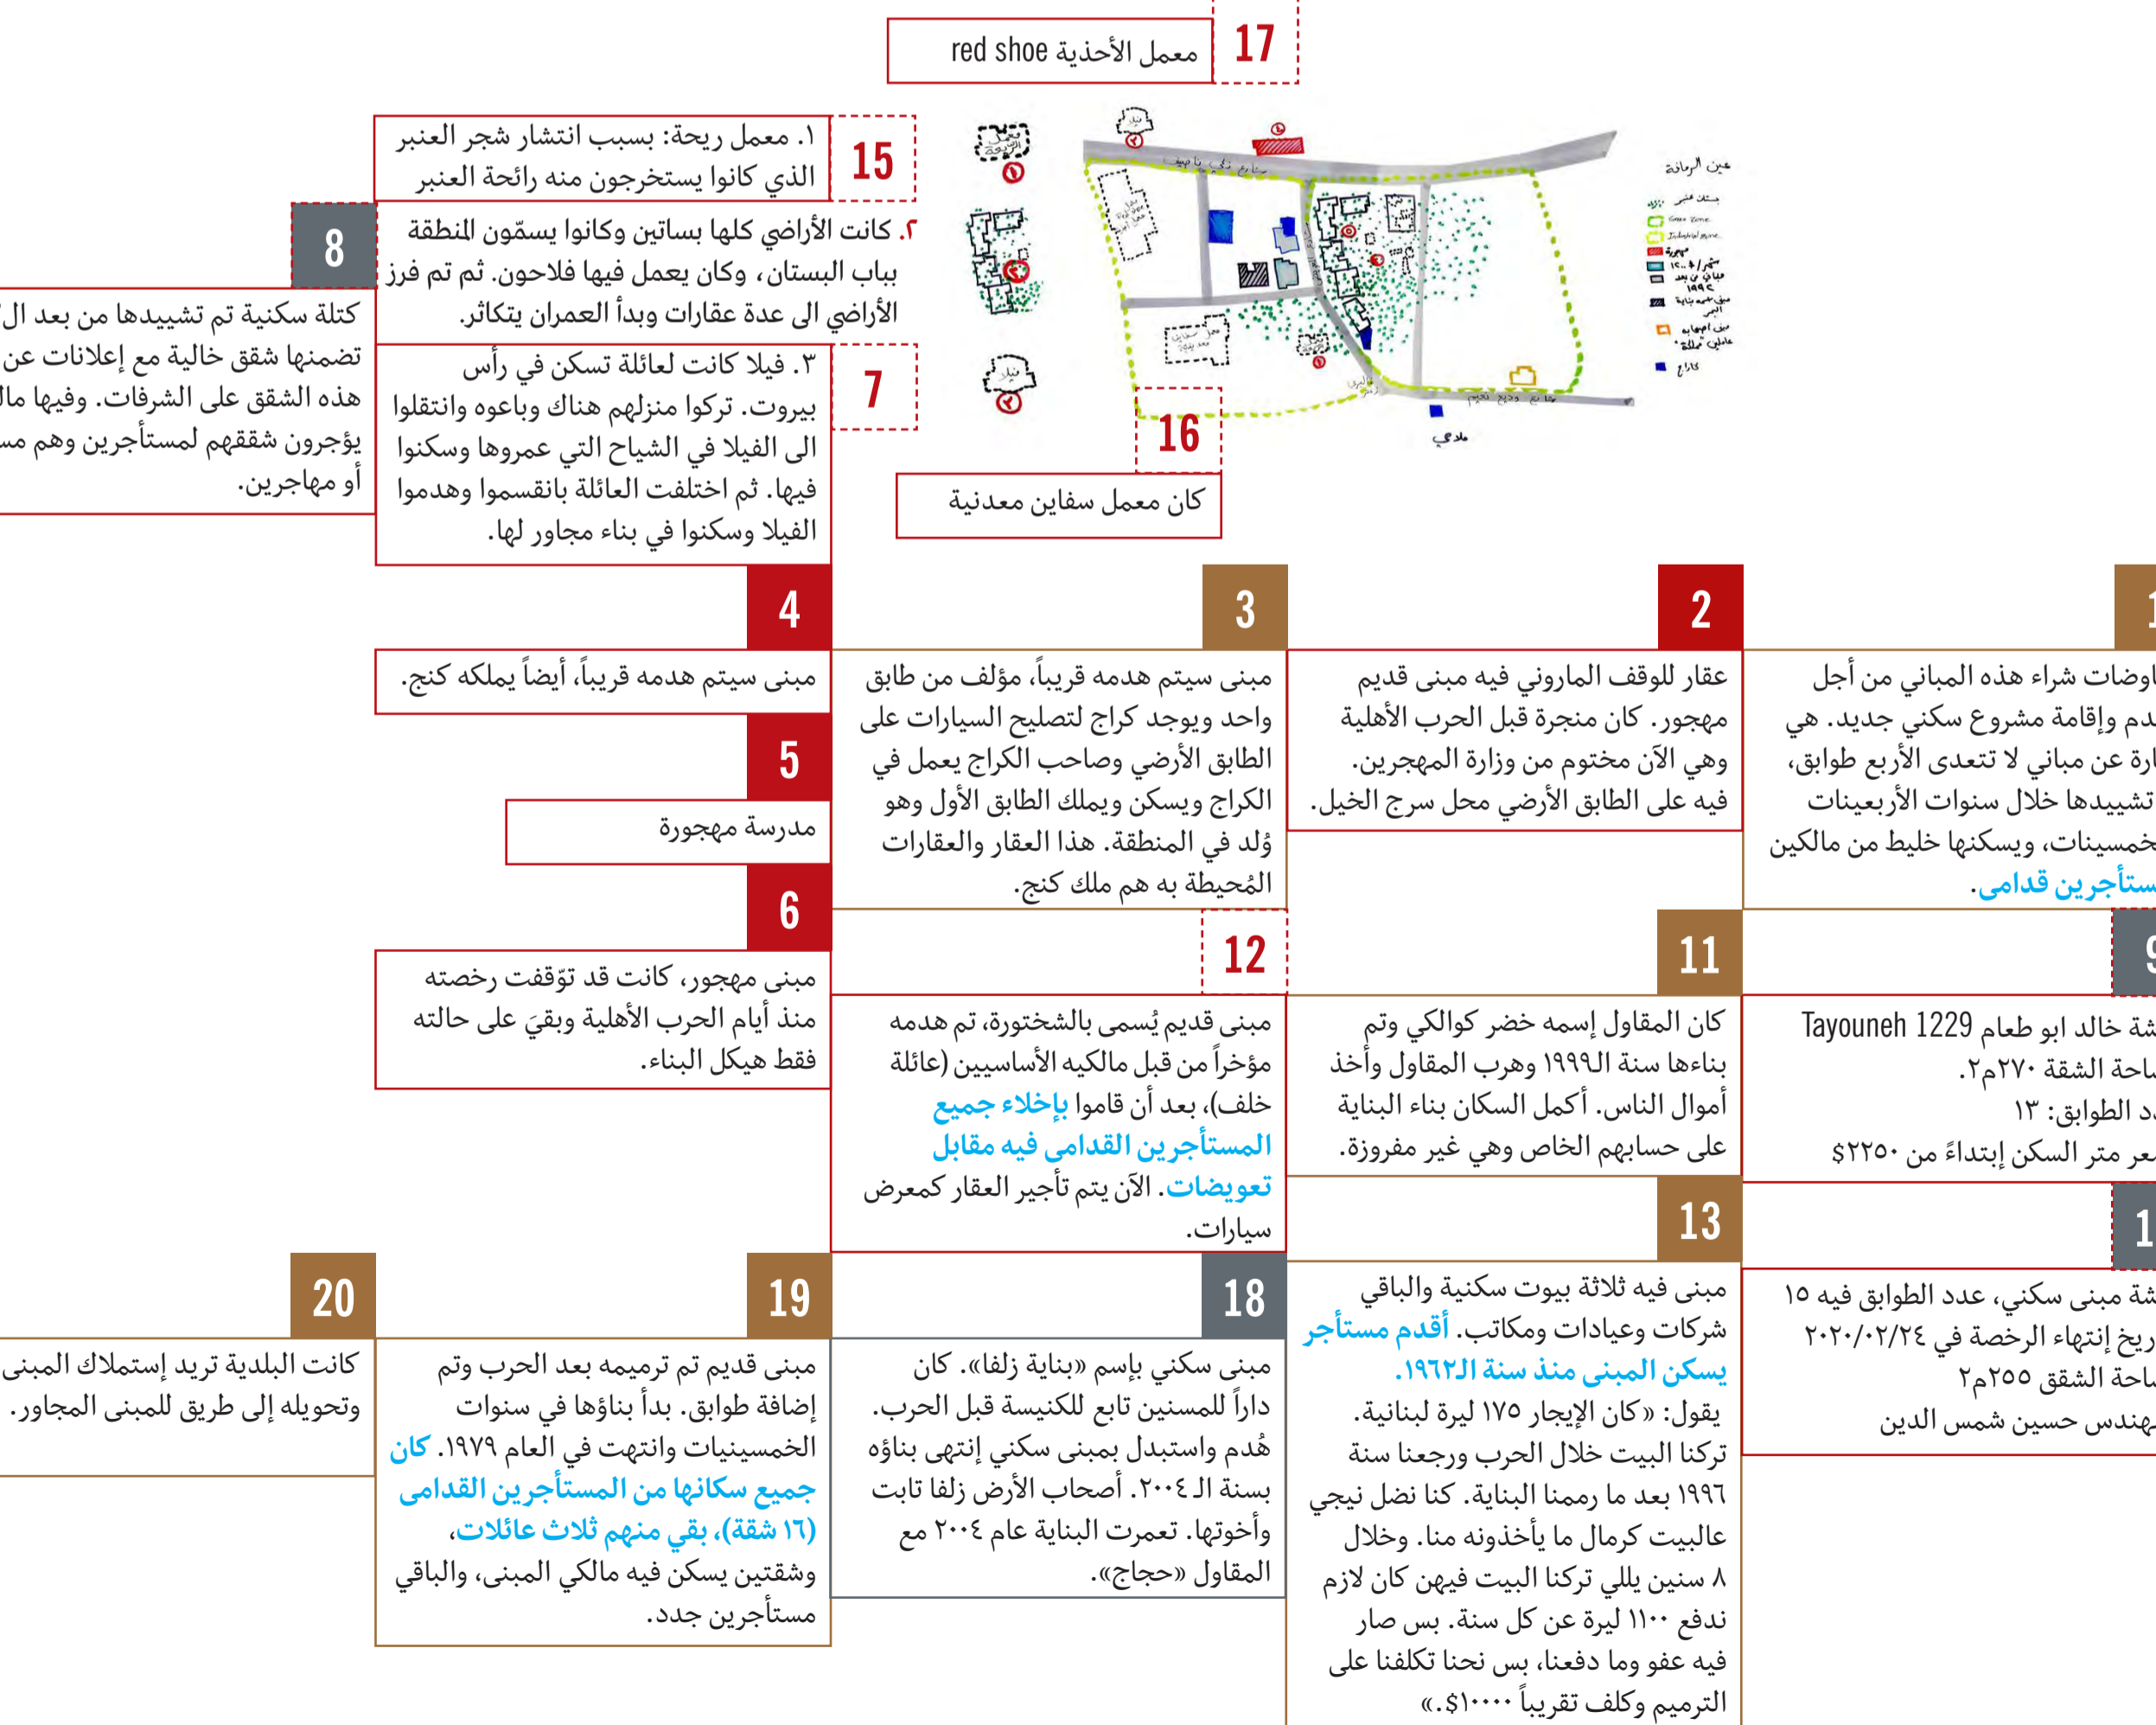 17
معمل الأحذية red shoe
15
١. معمل ريحة: بسبب انتشار شجر العنبر
الذي كانوا يستخرجون منه رائحة العنبر
٢. كانت الأراضي كلها بساتين وكانوا يسمّون المنطقة
بباب البستان، وكان يعمل فيها فلاحون. ثم تم فرز
الأراضي الى عدة عقارات وبدأ العمران يتكاثر.
7
٣. فيلا كانت لعائلة تسكن في رأس
بيروت. تركوا منزلهم هناك وباعوه وانتقلوا
الى الفيلا في الشياح التي عمروها وسكنوا
فيها. ثم اختلفت العائلة بانقسموا وهدموا
الفيلا وسكنوا في بناء مجاور لها.
8
كتلة سكنية تم تشييدها من بعد ال
تضمنها شقق خالية مع إعلانات عن
هذه الشقق على الشرفات. وفيها
يؤجرون شققهم لمستأجرين وهم
أو مهاجرين.
عين الرمانة
بستان عنبر
Green Zone
Industrial zone
مهجورة
كاراج
ملاحي
فيلا
فيلا
16
كان معمل سفاين معدنية
1
شراء هذه المباني من أجل
وإقامة مشروع سكني جديد. هي
عن مباني لا تتعدى الأربع طوابق،
تشييدها خلال سنوات الأربعينات
ويسكنها خليط من مالكين
قدامى.
2
عقار للوقف الماروني فيه مبنى قديم
مهجور. كان منجرة قبل الحرب الأهلية
وهي الآن مختوم من وزارة المهجرين.
فيه على الطابق الأرضي محل سرج الخيل.
3
مبنى سيتم هدمه قريباً، مؤلف من طابق
واحد ويوجد كراج لتصليح السيارات على
الطابق الأرضي وصاحب الكراج يعمل في
الكراج ويسكن ويملك الطابق الأول وهو
وُلد في المنطقة. هذا العقار والعقارات
المُحيطة به هم ملك كنج.
4
مبنى سيتم هدمه قريباً، أيضاً يملكه كنج.
5
مدرسة مهجورة
6
مبنى مهجور، كانت قد توّقفت رخصته
منذ أيام الحرب الأهلية وبقيَ على حالته
فقط هيكل البناء.
9
خالد ابو طعام Tayouneh 1229
الشقة ٢٧٠م٢.
الطوابق: ١٣
متر السكن إبتداءً من ٢٢٥٠$
1
مبنى سكني، عدد الطوابق فيه ١٥
إنتهاء الرخصة في ٢٠٢٠/٠٢/٢٤
الشقق ٢٥٥م٢
حسين شمس الدين
11
كان المقاول إسمه خضر كوالكي وتم
بناءها سنة الـ١٩٩٩ وهرب المقاول وأخذ
أموال الناس. أكمل السكان بناء البناية
على حسابهم الخاص وهي غير مفروزة.
12
مبنى قديم يُسمى بالشختورة، تم هدمه
مؤخراً من قبل مالكيه الأساسيين (عائلة
خلف)، بعد أن قاموا بإخلاء جميع
المستأجرين القدامى فيه مقابل
تعويضات. الآن يتم تأجير العقار كمعرض
سيارات.
13
مبنى فيه ثلاثة بيوت سكنية والباقي
شركات وعيادات ومكاتب. أقدم مستأجر
يسكن المبنى منذ سنة الـ١٩٦٢.
يقول: «كان الإيجار ١٧٥ ليرة لبنانية.
تركنا البيت خلال الحرب ورجعنا سنة
١٩٩٦ بعد ما رممنا البناية. كنا نضل نيجي
عالبيت كرمال ما يأخذونه منا. وخلال
٨ سنين يللي تركنا البيت فيهن كان لازم
ندفع ١١٠٠ ليرة عن كل سنة. بس صار
فيه عفو وما دفعنا، بس نحنا تكلفنا على
الترميم وكلف تقريباً ١٠٠٠٠$.»
18
مبنى سكني بإسم «بناية زلفا». كان
داراً للمسنين تابع للكنيسة قبل الحرب.
هُدم واستبدل بمبنى سكني إنتهى بناؤه
بسنة الـ ٢٠٠٤. أصحاب الأرض زلفا تابت
وأخوتها. تعمرت البناية عام ٢٠٠٤ مع
المقاول «حجاج».
19
مبنى قديم تم ترميمه بعد الحرب وتم
إضافة طوابق. بدأ بناؤها في سنوات
الخمسينيات وانتهت في العام ١٩٧٩. كان
جميع سكانها من المستأجرين القدامى
(١٦ شقة)، بقي منهم ثلاث عائلات،
وشقتين يسكن فيه مالكي المبنى، والباقي
مستأجرين جدد.
20
كانت البلدية تريد إستملاك المبنى
وتحويله إلى طريق للمبنى المجاور.